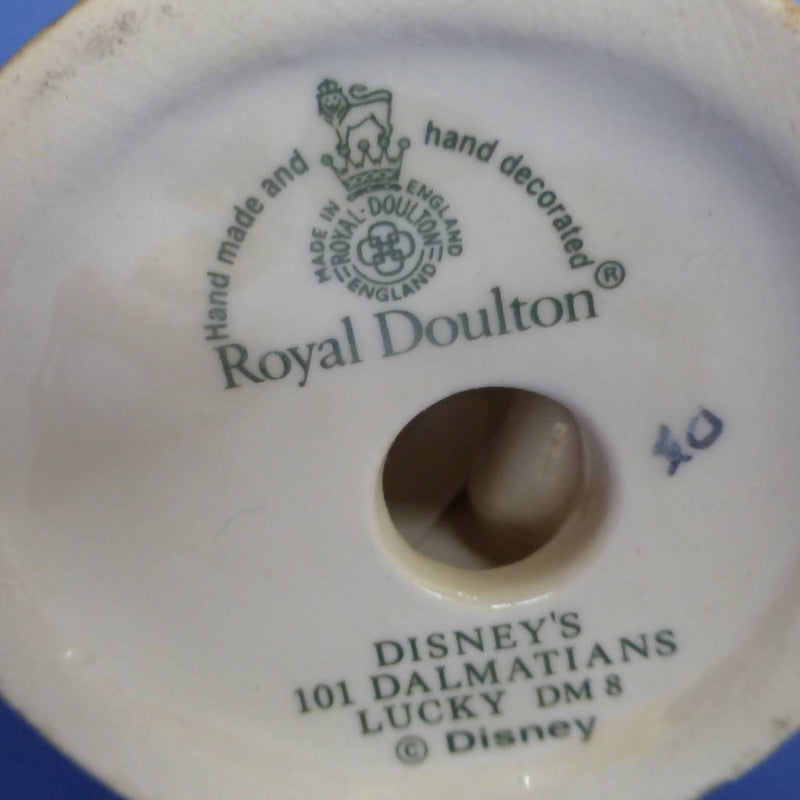 Hand made and hand decorated
MADE IN ENGLAND
ROYAL·DOULTON
ENGLAND
Royal Doulton®
DISNEY'S
101 DALMATIANS
LUCKY DM 8
© Disney